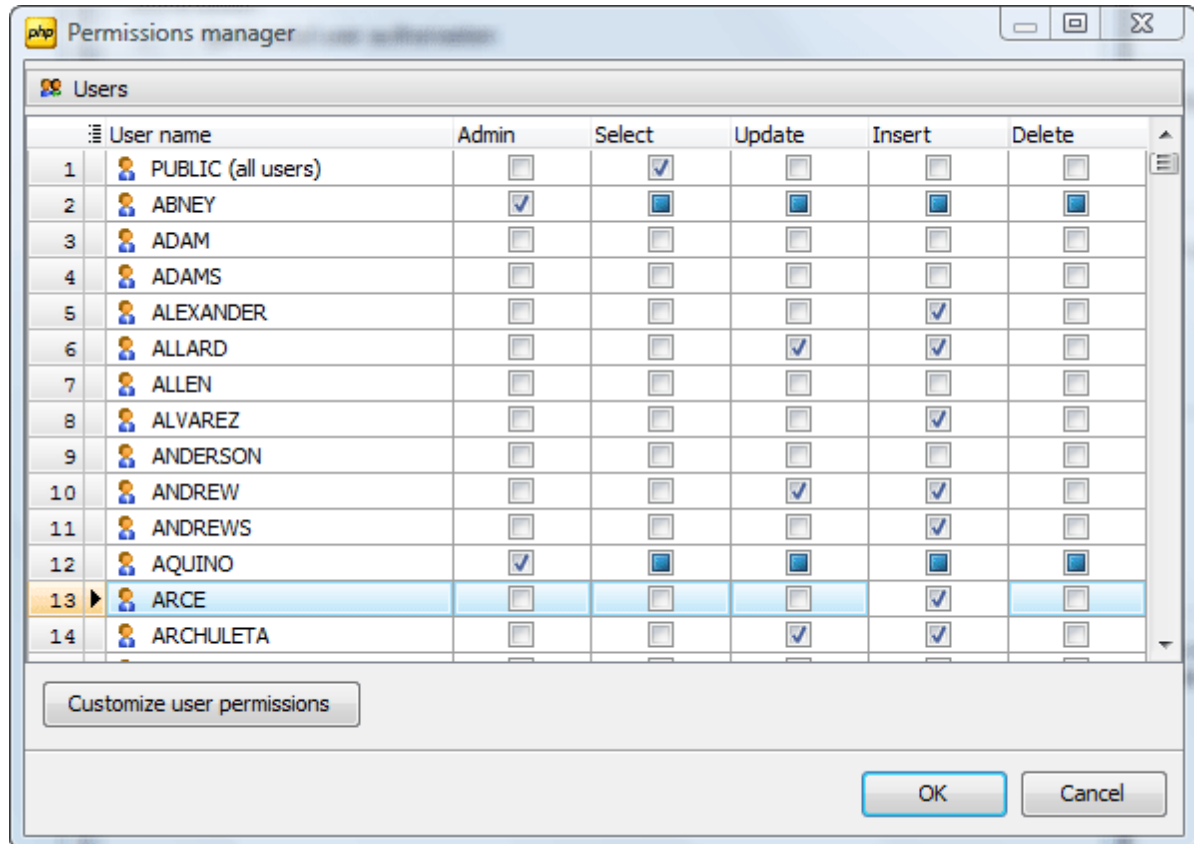 php Permissions manager
Users
User name Admin Select Update Insert Delete
1 PUBLIC (all users)
2 ABNEY
3 ADAM
4 ADAMS
5 ALEXANDER
6 ALLARD
7 ALLEN
8 ALVAREZ
9 ANDERSON
10 ANDREW
11 ANDREWS
12 AQUINO
13 ARCE
14 ARCHULETA
Customize user permissions
OK Cancel